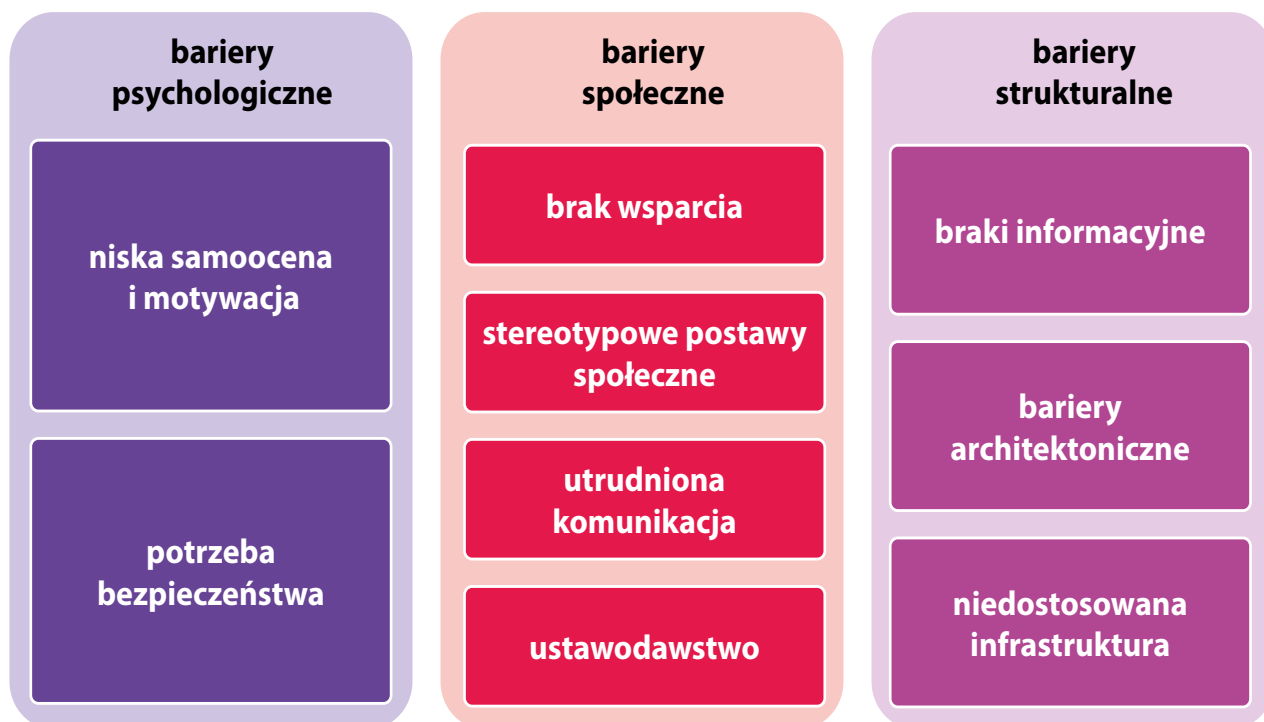 bariery
psychologiczne
niska samoocena
i motywacja
potrzeba
bezpieczeństwa
bariery
społeczne
brak wsparcia
stereotypowe postawy
społeczne
utrudniona
komunikacja
ustawodawstwo
bariery
strukturalne
braki informacyjne
bariery
architektoniczne
niedostosowana
infrastruktura